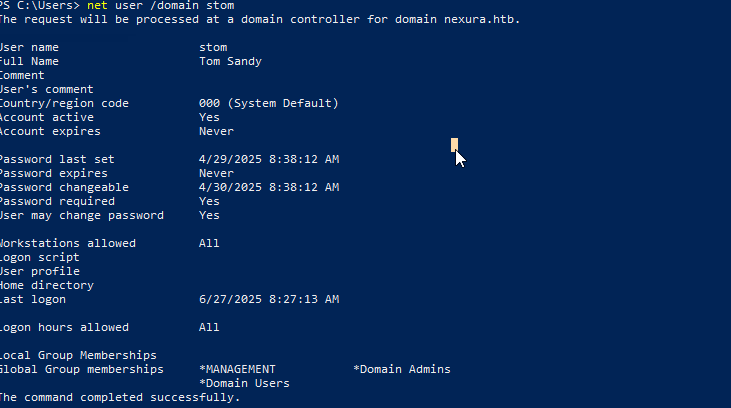 PS C:\Users> net user /domain stom
The request will be processed at a domain controller for domain nexura.htb.
User name stom
Full Name Tom Sandy
Comment
User's comment
Country/region code 000 (System Default)
Account active Yes
Account expires Never
Password last set 4/29/2025 8:38:12 AM
Password expires Never
Password changeable 4/30/2025 8:38:12 AM
Password required Yes
User may change password Yes
Workstations allowed All
Logon script
User profile
Home directory
Last logon 6/27/2025 8:27:13 AM
Logon hours allowed All
Local Group Memberships
Global Group memberships *MANAGEMENT *Domain Admins
*Domain Users
The command completed successfully.